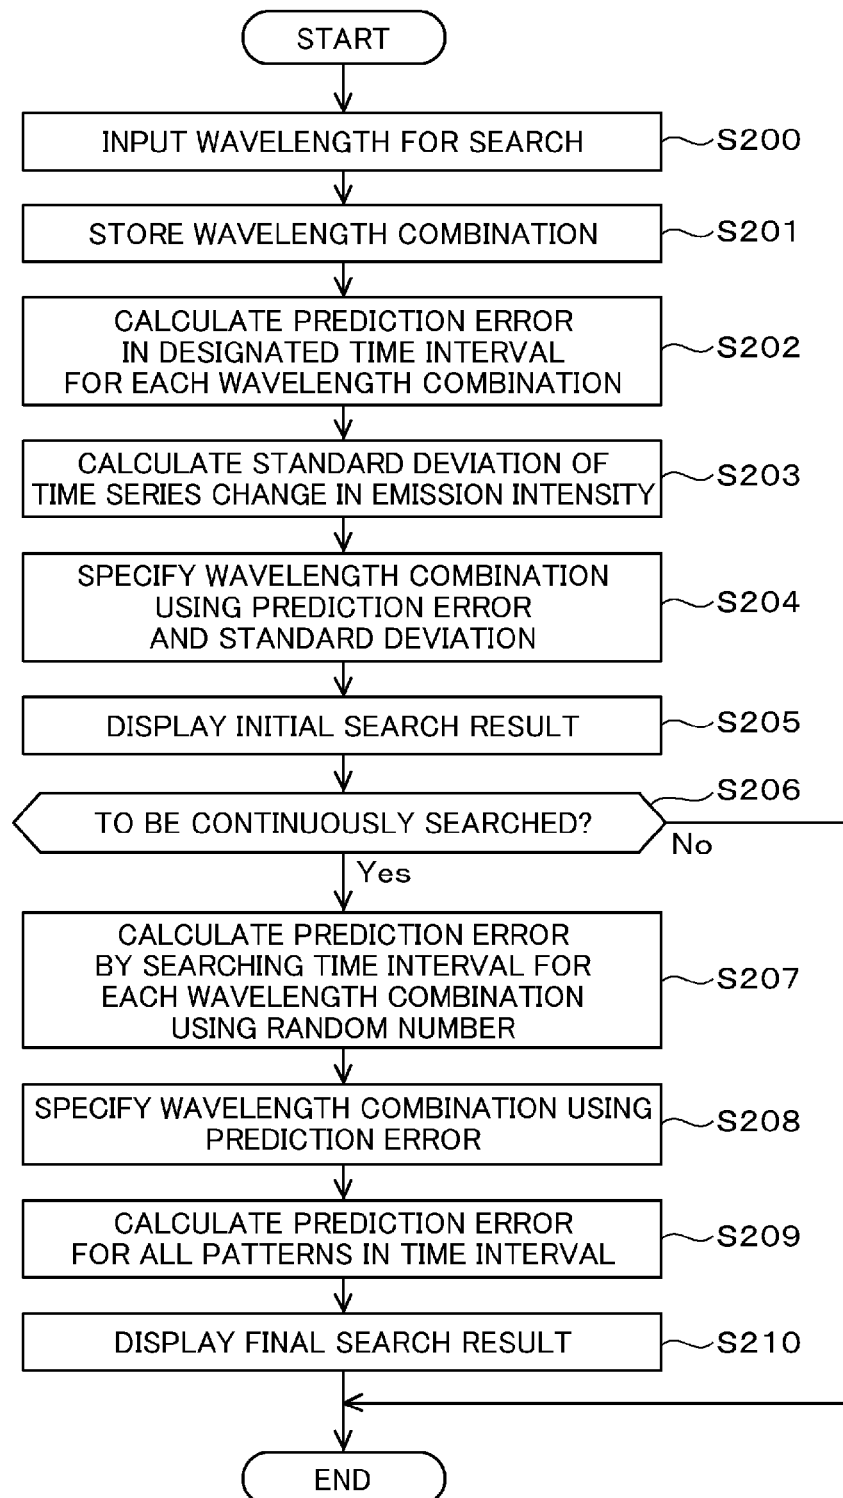 START
INPUT WAVELENGTH FOR SEARCH
S200
STORE WAVELENGTH COMBINATION
S201
CALCULATE PREDICTION ERROR
IN DESIGNATED TIME INTERVAL
FOR EACH WAVELENGTH COMBINATION
S202
CALCULATE STANDARD DEVIATION OF
TIME SERIES CHANGE IN EMISSION INTENSITY
S203
SPECIFY WAVELENGTH COMBINATION
USING PREDICTION ERROR
AND STANDARD DEVIATION
S204
DISPLAY INITIAL SEARCH RESULT
S205
TO BE CONTINUOUSLY SEARCHED?
S206
No
Yes
CALCULATE PREDICTION ERROR
BY SEARCHING TIME INTERVAL FOR
EACH WAVELENGTH COMBINATION
USING RANDOM NUMBER
S207
SPECIFY WAVELENGTH COMBINATION USING
PREDICTION ERROR
S208
CALCULATE PREDICTION ERROR
FOR ALL PATTERNS IN TIME INTERVAL
S209
DISPLAY FINAL SEARCH RESULT
S210
END